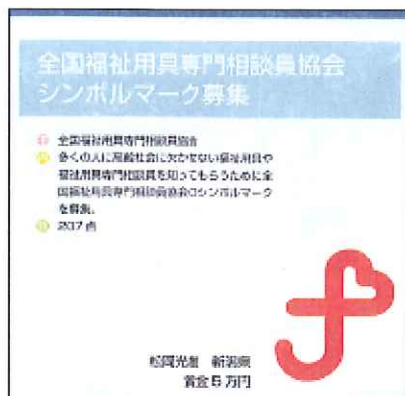 全国福祉用具専門相談員協会
シンボルマーク募集
全国福祉用具専門相談員協会
多くの人に高齢社会に欠かせない福祉用具や
福祉用具専門相談員を知ってもらうために全
国福祉用具専門相談員協会のシンボルマーク
を募集。
207点
松岡光 新潟県
賞金5万円